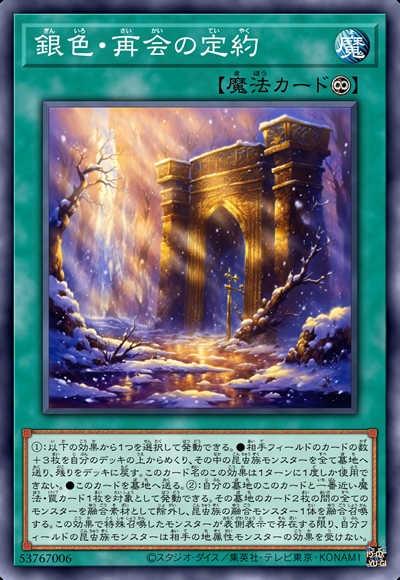 銀色・再会の定約
【魔法カード】
①:以下の効果から1つを選択して発動できる。●相手フィールドのカードの数
+3枚を自分のデッキの上からめくり、その中の昆虫族モンスターを全て墓地へ
送り、残りをデッキに戻す。このカード名のこの効果は1ターンに1度しか使用で
きない。●このカードを墓地へ送る。②:自分の墓地のこのカードと一番近い魔
法・罠カード1枚を対象として発動できる。その墓地のカード2枚の間の全ての
モンスターを融合素材として除外し、昆虫族の融合モンスター1体を融合召喚す
る。この効果で特殊召喚したモンスターが表側表示で存在する限り、自分フィ
ールドの昆虫族モンスターは相手の地属性モンスターの効果を受けない。
53767006
©スタジオ・ダイス/集英社・テレビ東京・KONAMI